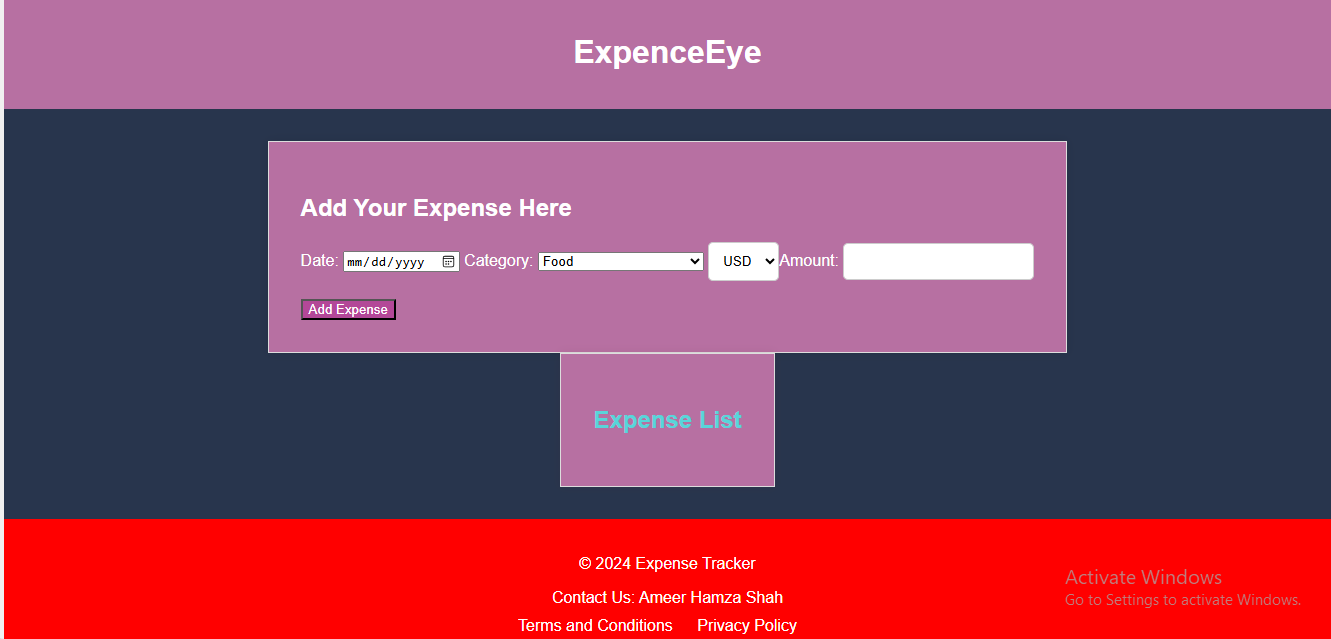 ExpenceEye
Add Your Expense Here
Date: mm/dd/yyyy Category: Food USD Amount:
Add Expense
Expense List
© 2024 Expense Tracker
Contact Us: Ameer Hamza Shah
Terms and Conditions Privacy Policy
Activate Windows
Go to Settings to activate Windows.